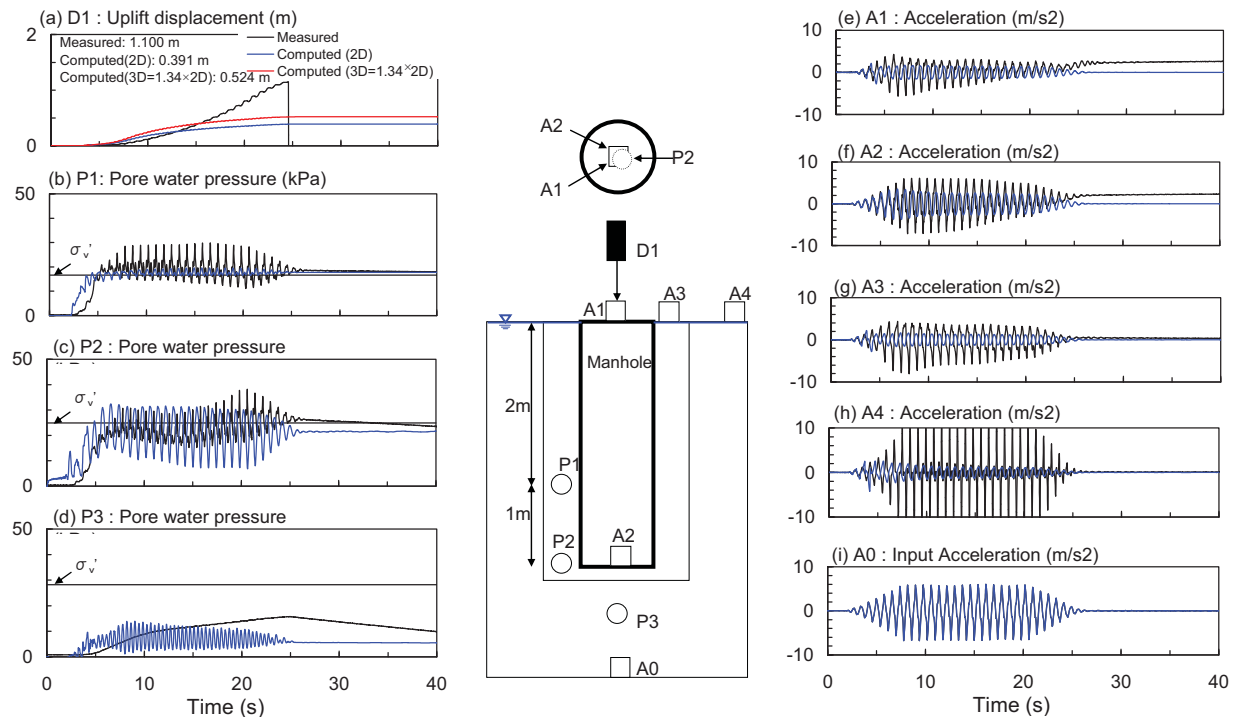 (a) D1 : Uplift displacement (m)
2
Measured: 1.100 m
Computed(2D): 0.391 m
Computed(3D=1.34×2D): 0.524 m
Measured
Computed (2D)
Computed (3D=1.34×2D)
0
(b) P1: Pore water pressure (kPa)
50
σv'
0
(c) P2 : Pore water pressure
50
σv'
0
(d) P3 : Pore water pressure
50
σv'
0
0 10 20 30 40
Time (s)
A2
P2
A1
D1
A1 A3 A4
Manhole
2m
P1
1m
P2
A2
P3
A0
(e) A1 : Acceleration (m/s2)
10
0
-10
0 10 20 30 40
(f) A2 : Acceleration (m/s2)
10
0
-10
(g) A3 : Acceleration (m/s2)
10
0
-10
(h) A4 : Acceleration (m/s2)
10
0
-10
(i) A0 : Input Acceleration (m/s2)
10
0
-10
0 10 20 30 40
Time (s)